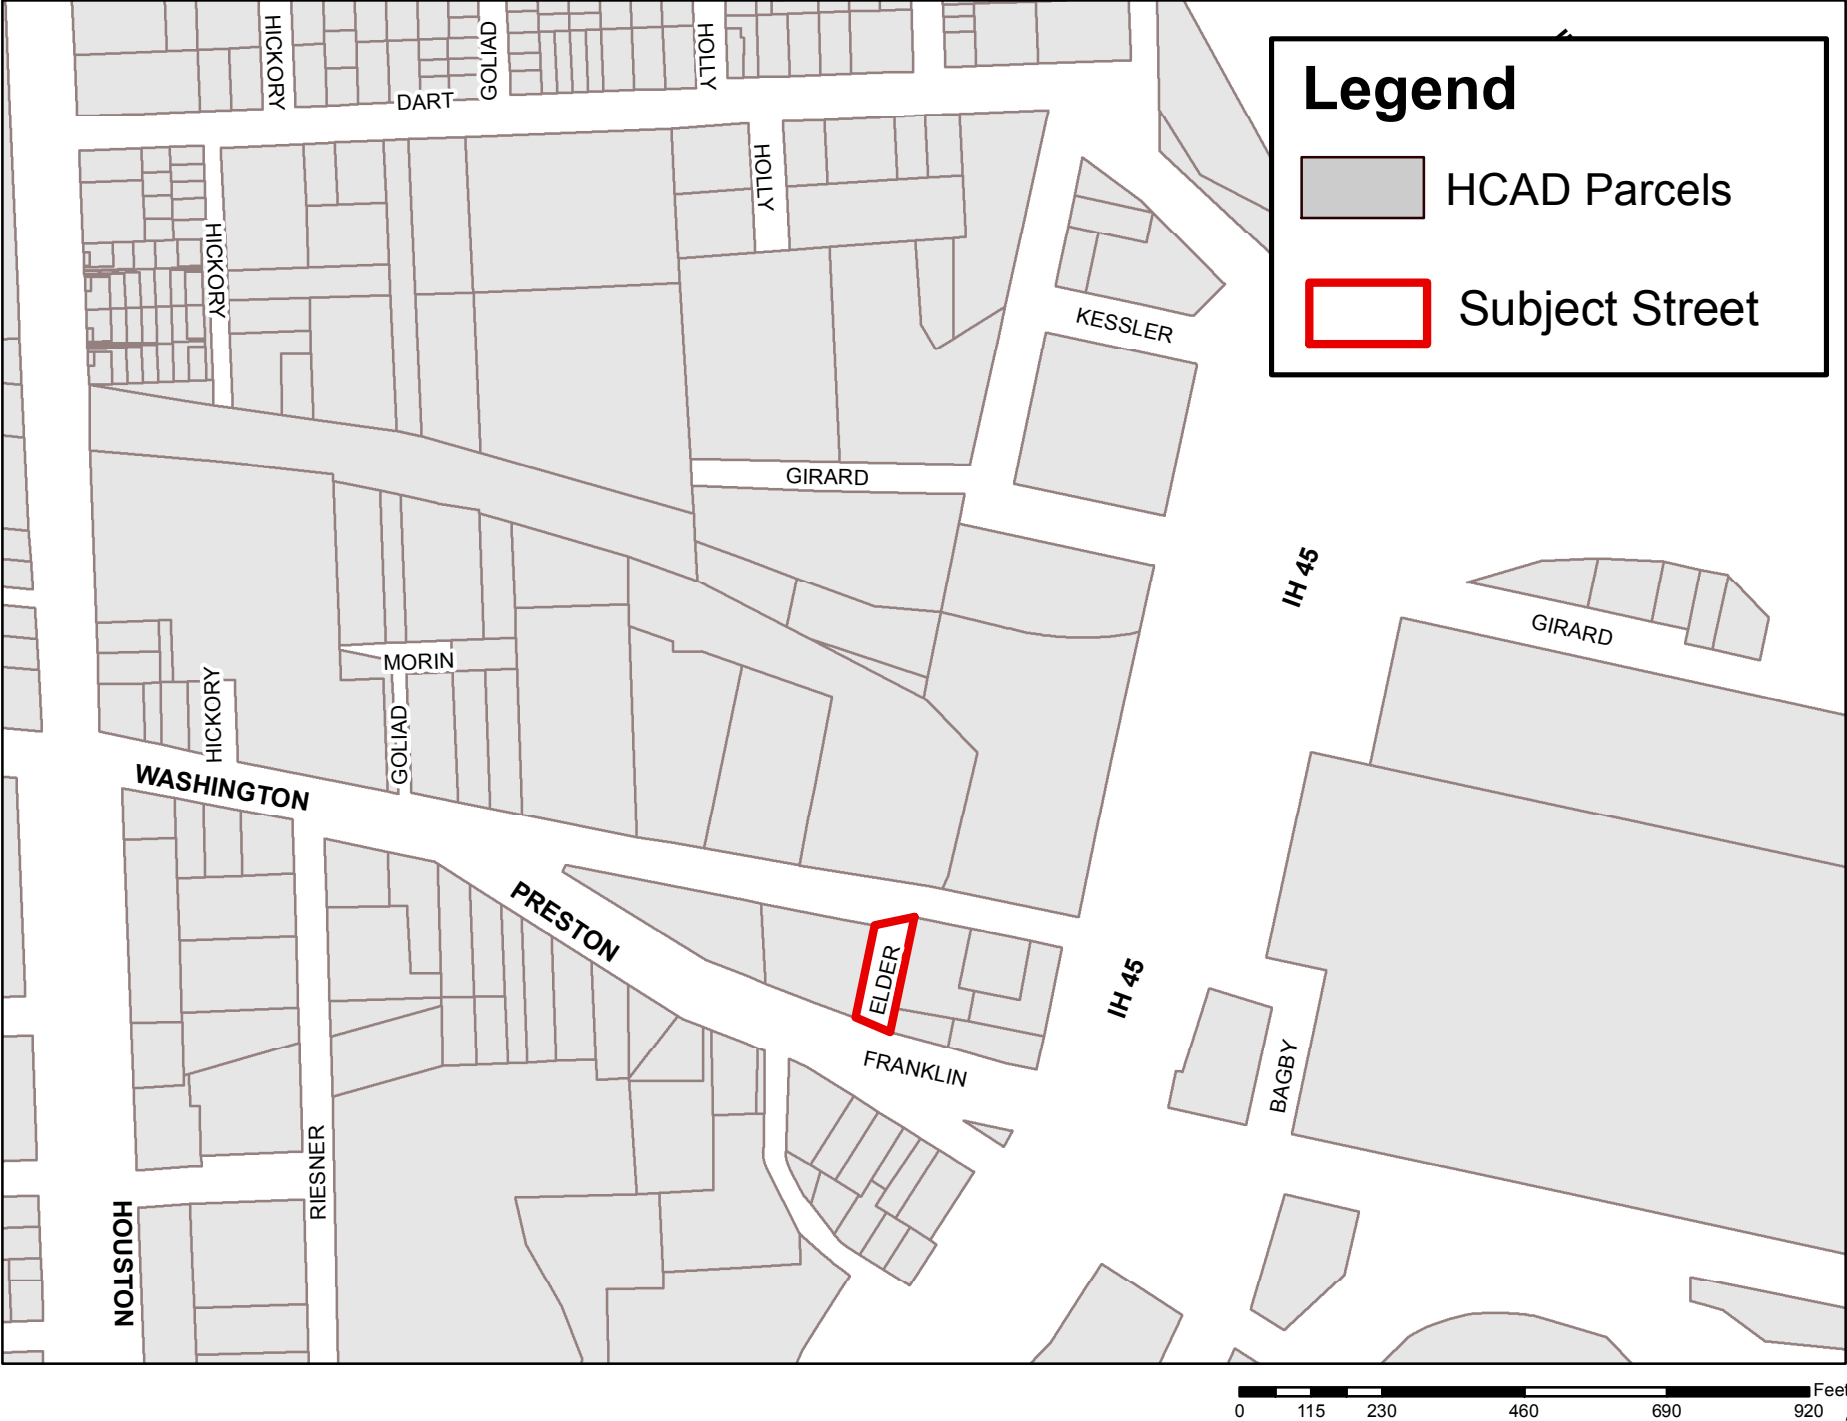 HICKORY
GOLIAD
HOLLY
DART
Legend
HCAD Parcels
Subject Street
HOLLY
HICKORY
KESSLER
GIRARD
IH 45
GIRARD
MORIN
HICKORY
GOLIAD
WASHINGTON
PRESTON
ELDER
IH 45
FRANKLIN
BAGBY
RIESNER
HOUSTON
Feet
0 115 230 460 690 920